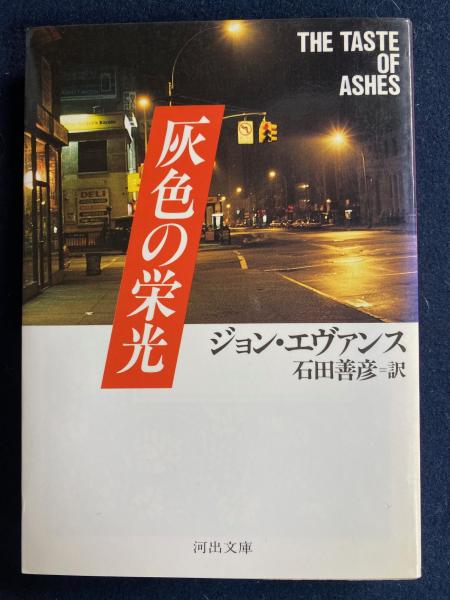 THE TASTE
OF
ASHES
灰色の栄光
DELI
ジョン・エヴァンス
石田善彦=訳
河出文庫